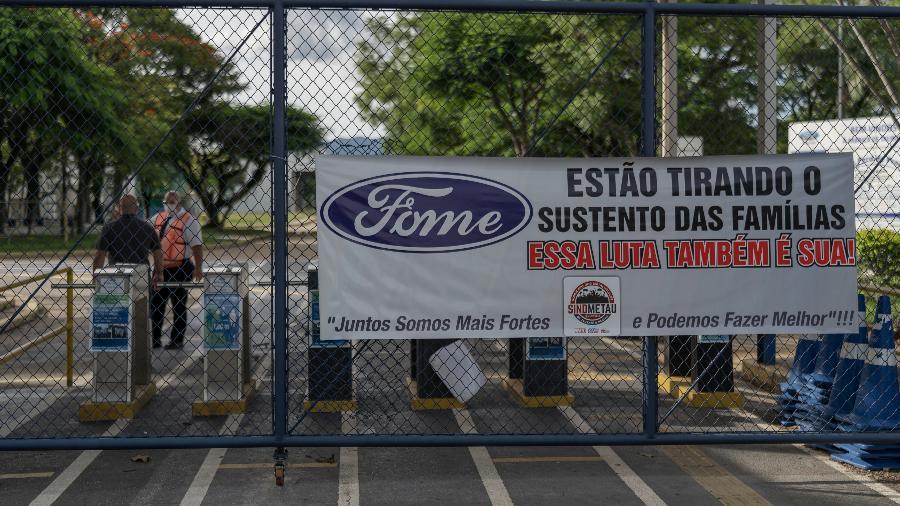 Fome
ESTÃO TIRANDO O
SUSTENTO DAS FAMÍLIAS
ESSA LUTA TAMBÉM É SUA!
SINDMETAU
"Juntos Somos Mais Fortes e Podemos Fazer Melhor"!!!